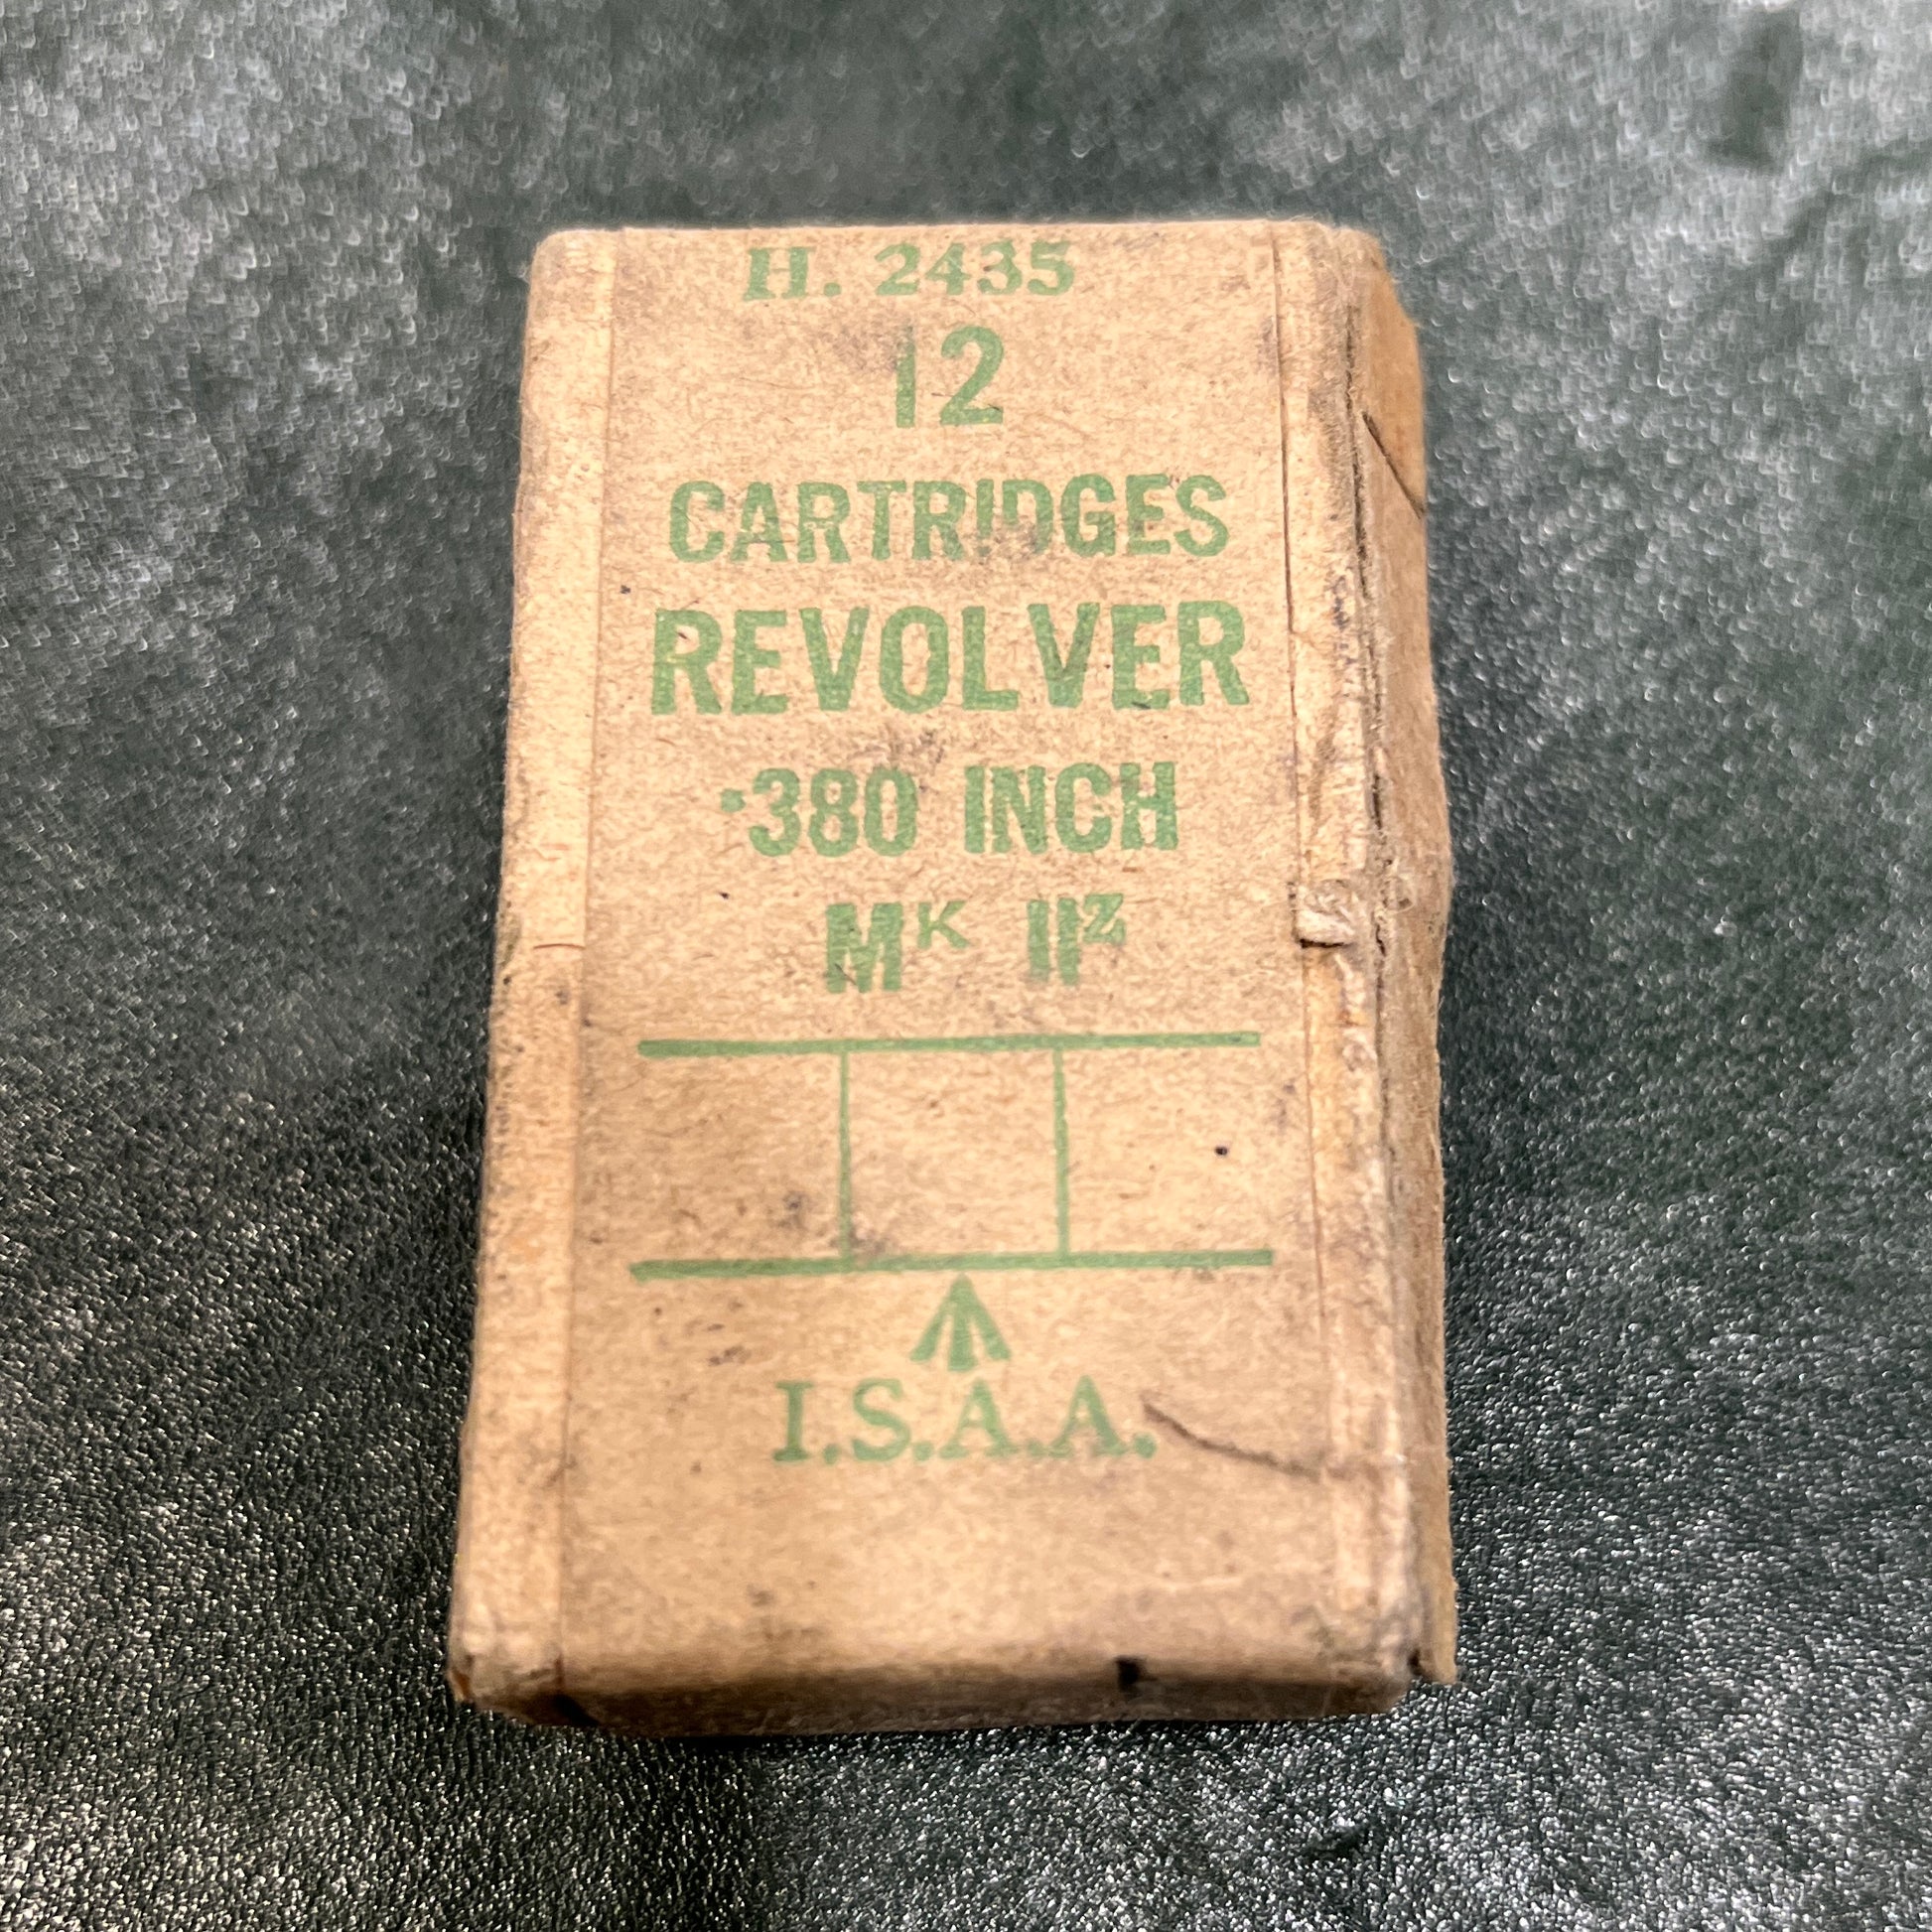 H. 2435
12
CARTRIDGES
REVOLVER
·380 INCH
MK IIZ
I.S.A.A.